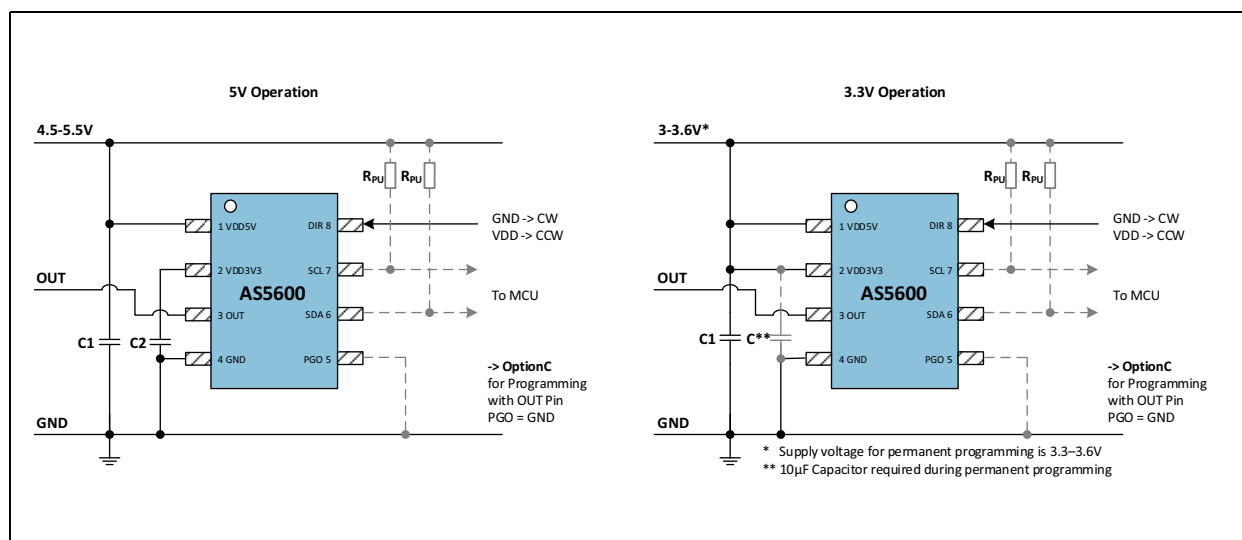 5V Operation
4.5-5.5V
RPU RPU
1 VDD5V
DIR 8
GND -> CW
VDD -> CCW
2 VDD3V3
SCL 7
OUT
AS5600
To MCU
3 OUT
SDA 6
C1
C2
4 GND
PGO 5
-> OptionC
for Programming
with OUT Pin
PGO = GND
GND
3.3V Operation
3-3.6V*
RPU RPU
1 VDD5V
DIR 8
GND -> CW
VDD -> CCW
2 VDD3V3
SCL 7
OUT
AS5600
To MCU
3 OUT
SDA 6
C1
C**
4 GND
PGO 5
-> OptionC
for Programming
with OUT Pin
PGO = GND
GND
* Supply voltage for permanent programming is 3.3–3.6V
** 10µF Capacitor required during permanent programming